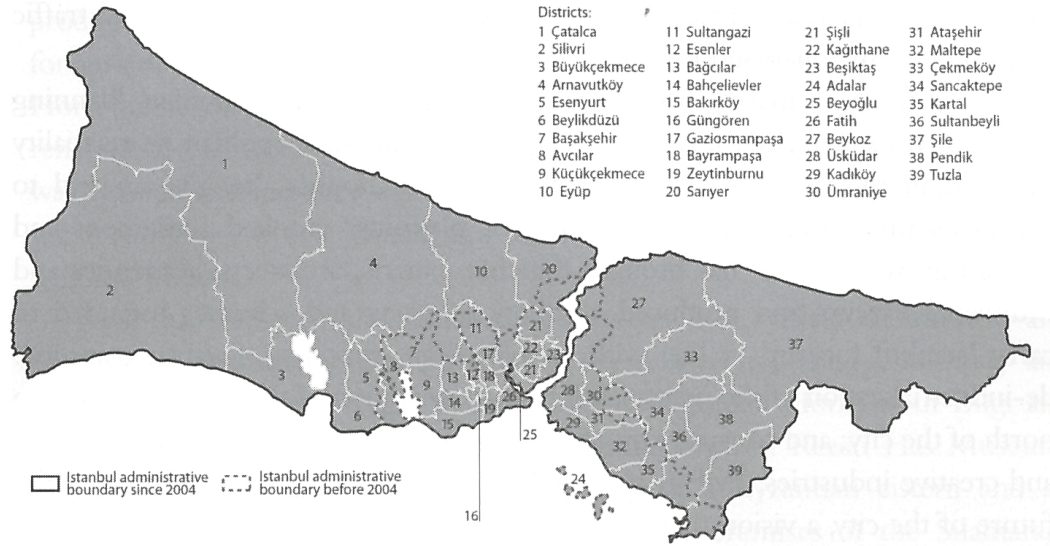 Districts:
1 Çatalca
2 Silivri
3 Büyükçekmece
4 Arnavutköy
5 Esenyurt
6 Beylikdüzü
7 Başakşehir
8 Avcılar
9 Küçükçekmece
10 Eyüp
11 Sultangazi
12 Esenler
13 Bağcılar
14 Bahçelievler
15 Bakırköy
16 Güngören
17 Gaziosmanpaşa
18 Bayrampaşa
19 Zeytinburnu
20 Sarıyer
21 Şişli
22 Kağıthane
23 Beşiktaş
24 Adalar
25 Beyoğlu
26 Fatih
27 Beykoz
28 Üsküdar
29 Kadıköy
30 Ümraniye
31 Ataşehir
32 Maltepe
33 Çekmeköy
34 Sancaktepe
35 Kartal
36 Sultanbeyli
37 Şile
38 Pendik
39 Tuzla
1
2
4
10
20
27
37
11
21
7
17
22
23
33
8
3
5
9
13
12
18
21
28
30
14
26
6
15
19
29
31
34
38
36
25
32
35
39
24
16
Istanbul administrative
boundary since 2004
Istanbul administrative
boundary before 2004